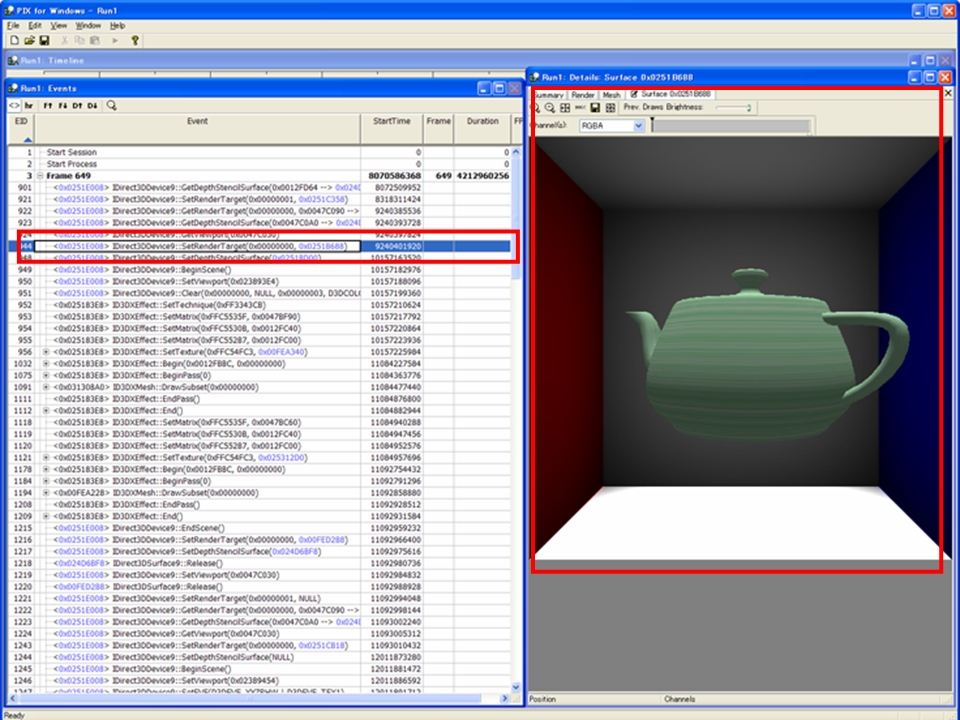 PIX for Windows - Run1
File Edit View Window Help
Run1: Timeline
Run1: Events
EID Event StartTime Frame Duration
1 Start Session 0 0
2 Start Process 0 0
3 Frame 649 8070586368 649 4212960256
901 <0x0251E008> IDirect3DDevice9::GetDepthStencilSurface(0x0012FD64 --> 8072509952
921 <0x0251E008> IDirect3DDevice9::SetRenderTarget(0x00000001, 0x0251C358) 8318311424
922 <0x0251E008> IDirect3DDevice9::GetRenderTarget(0x00000000, 0x0047C090 --> 9240385536
923 <0x0251E008> IDirect3DDevice9::GetDepthStencilSurface(0x0047C0A0 --> 9240393728
924 <0x0251E008> IDirect3DDevice9::GetViewport(0x0047C030) 9240397824
944 <0x0251E008> IDirect3DDevice9::SetRenderTarget(0x00000000, 0x0251B688) 9240401920
948 <0x0251E008> IDirect3DDevice9::SetDepthStencilSurface(0x0251BD00) 10157163520
949 <0x0251E008> IDirect3DDevice9::BeginScene() 10157182976
950 <0x0251E008> IDirect3DDevice9::SetViewport(0x023893E4) 10157188096
951 <0x0251E008> IDirect3DDevice9::Clear(0x00000000, NULL, 0x00000003, D3DCOLO 10157199360
952 <0x025183E8> ID3DXEffect::SetTechnique(0xFF3343CB) 10157210624
953 <0x025183E8> ID3DXEffect::SetMatrix(0xFFC5535F, 0x0047BF90) 10157217792
954 <0x025183E8> ID3DXEffect::SetMatrix(0xFFC5530B, 0x0012FC40) 10157220864
955 <0x025183E8> ID3DXEffect::SetMatrix(0xFFC552B7, 0x0012FC00) 10157223936
956 <0x025183E8> ID3DXEffect::SetTexture(0xFFC54FC3, 0x00FEA340) 10157225984
1032 <0x025183E8> ID3DXEffect::Begin(0x0012FBBC, 0x00000000) 11084227584
1075 <0x025183E8> ID3DXEffect::BeginPass(0) 11084363776
1091 <0x031308A0> ID3DXMesh::DrawSubset(0x00000000) 11084477440
1111 <0x025183E8> ID3DXEffect::EndPass() 11084876800
1112 <0x025183E8> ID3DXEffect::End() 11084882944
1118 <0x025183E8> ID3DXEffect::SetMatrix(0xFFC5535F, 0x0047BC60) 11084940288
1119 <0x025183E8> ID3DXEffect::SetMatrix(0xFFC5530B, 0x0012FC40) 11084947456
1120 <0x025183E8> ID3DXEffect::SetMatrix(0xFFC552B7, 0x0012FC00) 11084952576
1121 <0x025183E8> ID3DXEffect::SetTexture(0xFFC54FC3, 0x025312D0) 11084957696
1178 <0x025183E8> ID3DXEffect::Begin(0x0012FBBC, 0x00000000) 11092754432
1184 <0x025183E8> ID3DXEffect::BeginPass(0) 11092791296
1194 <0x00FEA228> ID3DXMesh::DrawSubset(0x00000000) 11092858880
1208 <0x025183E8> ID3DXEffect::EndPass() 11092928512
1209 <0x025183E8> ID3DXEffect::End() 11092931584
1215 <0x0251E008> IDirect3DDevice9::EndScene() 11092959232
1216 <0x0251E008> IDirect3DDevice9::SetRenderTarget(0x00000000, 0x00FED288) 11092966400
1217 <0x0251E008> IDirect3DDevice9::SetDepthStencilSurface(0x024D6BF8) 11092975616
1218 <0x024D6BF8> IDirect3DSurface9::Release() 11092980736
1219 <0x0251E008> IDirect3DDevice9::SetViewport(0x0047C030) 11092984832
1220 <0x00FED288> IDirect3DSurface9::Release() 11092988928
1221 <0x0251E008> IDirect3DDevice9::SetRenderTarget(0x00000001, NULL) 11092994048
1222 <0x0251E008> IDirect3DDevice9::GetRenderTarget(0x00000000, 0x0047C090 --> 11092998144
1223 <0x0251E008> IDirect3DDevice9::GetDepthStencilSurface(0x0047C0A0 --> 11093002240
1224 <0x0251E008> IDirect3DDevice9::GetViewport(0x0047C030) 11093005312
1243 <0x0251E008> IDirect3DDevice9::SetRenderTarget(0x00000000, 0x0251CB18) 11093010432
1244 <0x0251E008> IDirect3DDevice9::SetDepthStencilSurface(NULL) 12011873280
1245 <0x0251E008> IDirect3DDevice9::BeginScene() 12011881472
1246 <0x0251E008> IDirect3DDevice9::SetViewport(0x02389454) 12011886592
Run1: Details: Surface 0x0251B688
Summary Render Mesh Surface 0x0251B688
Prev. Draws Brightness:
Channel(s): RGBA
Position Channels
Ready